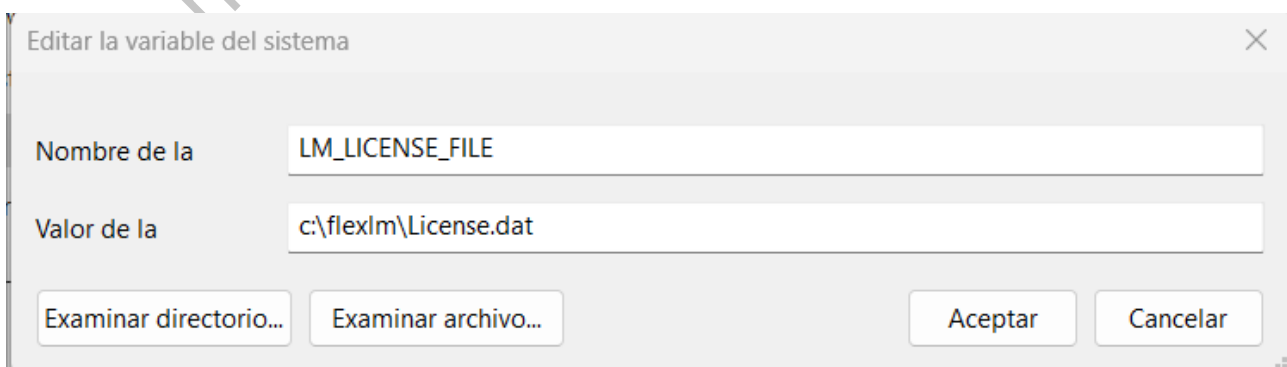 Editar la variable del sistema
Nombre de la LM_LICENSE_FILE
Valor de la c:\flexlm\License.dat
Examinar directorio... Examinar archivo... Aceptar Cancelar